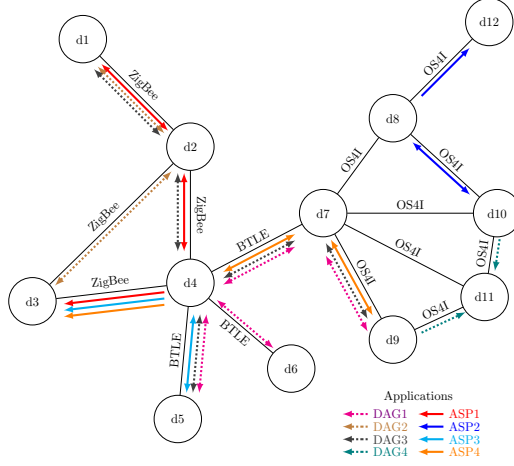 d12
d1
OS4I
ZigBee
d8
d2
OS4I
OS4I
ZigBee
ZigBee
d7
OS4I
d10
BTLE
OS4I
OS4I
ZigBee
d4
OS4I
d3
d11
OS4I
BTLE
BTLE
d9
d6
d5
Applications
DAG1 ASP1
DAG2 ASP2
DAG3 ASP3
DAG4 ASP4